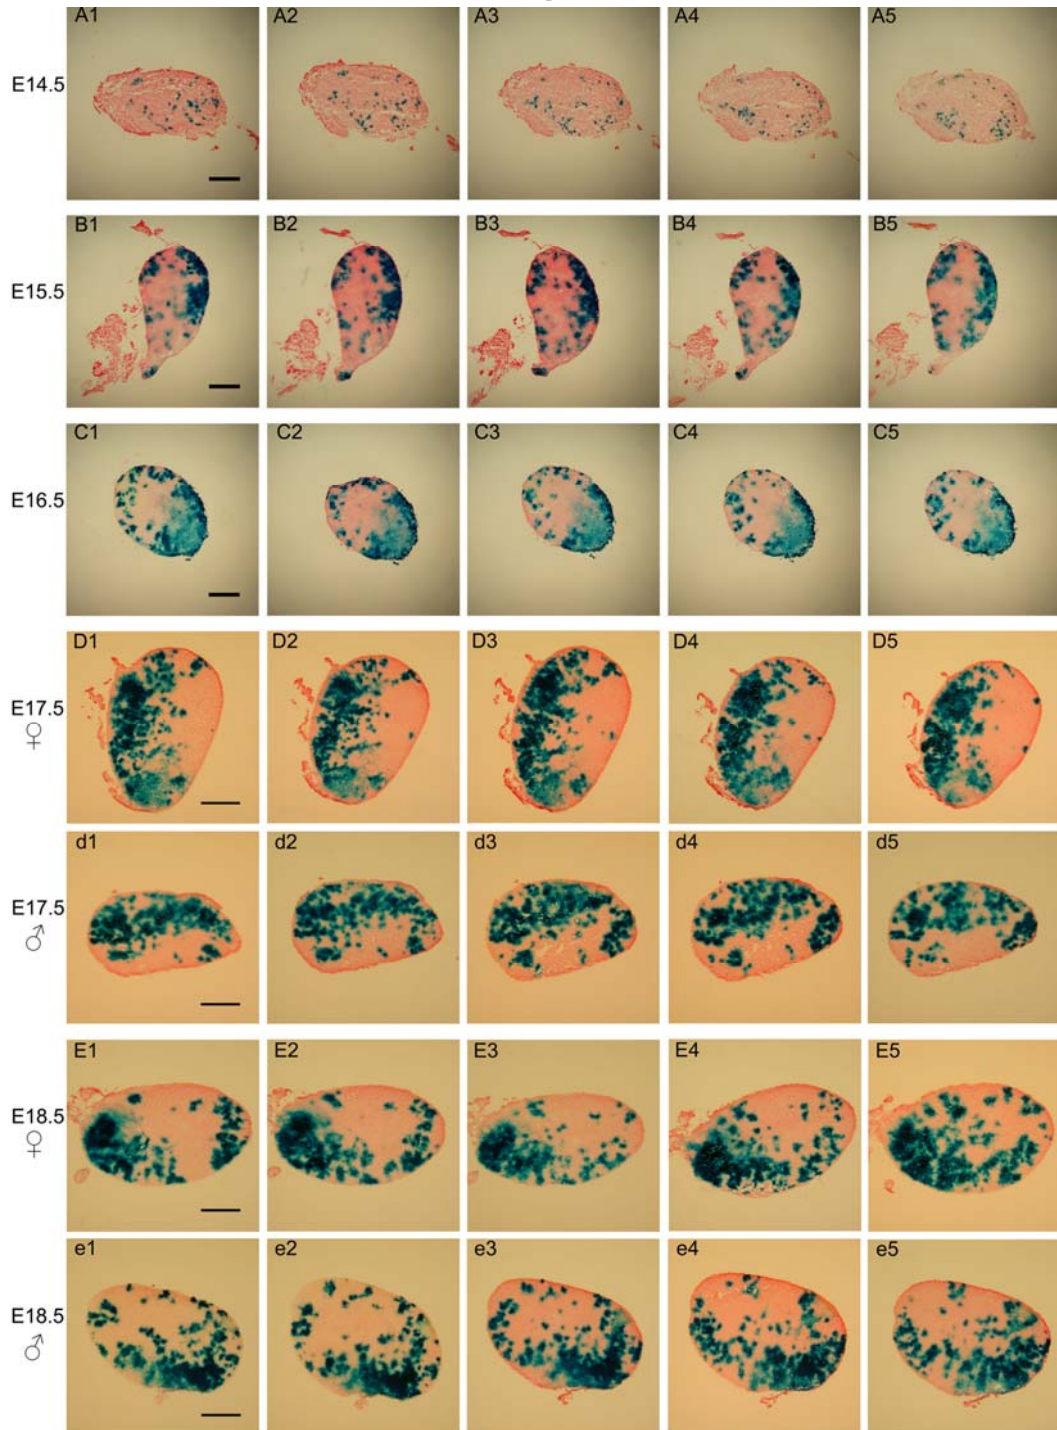 A1 A2 A3 A4 A5
E14.5
B1 B2 B3 B4 B5
E15.5
C1 C2 C3 C4 C5
E16.5
D1 D2 D3 D4 D5
E17.5
♀
d1 d2 d3 d4 d5
E17.5
♂
E1 E2 E3 E4 E5
E18.5
♀
e1 e2 e3 e4 e5
E18.5
♂